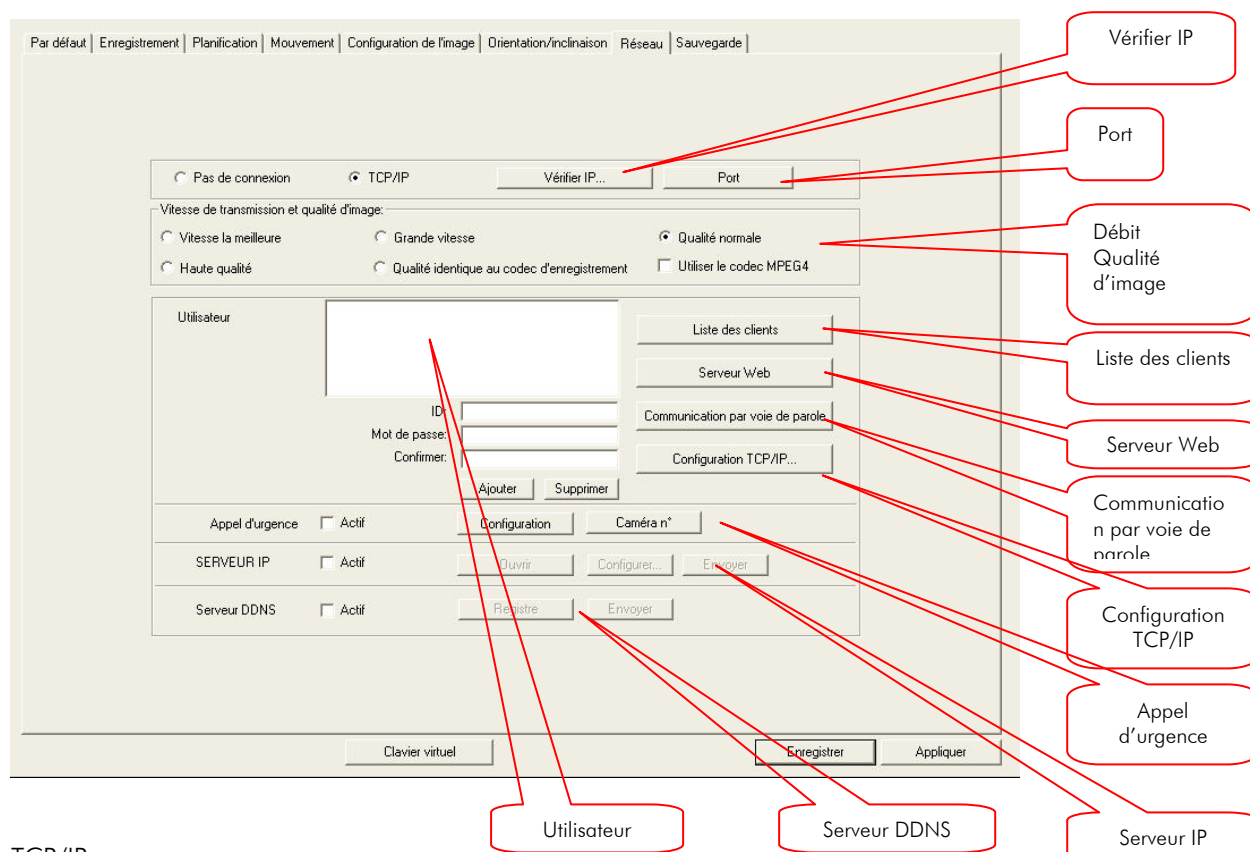 Par défaut Enregistrement Planification Mouvement Configuration de l'image Orientation/inclinaison Réseau Sauvegarde
Vérifier IP
Port
Pas de connexion TCP/IP Vérifier IP... Port
Vitesse de transmission et qualité d'image:
Vitesse la meilleure Grande vitesse Qualité normale
Haute qualité Qualité identique au codec d'enregistrement Utiliser le codec MPEG4
Débit
Qualité
d'image
Utilisateur
Liste des clients
Serveur Web
ID:
Communication par voie de parole
Mot de passe:
Confirmer:
Configuration TCP/IP...
Ajouter Supprimer
Liste des clients
Serveur Web
Communicatio
n par voie de
parole
Appel d'urgence Actif Configuration Caméra n°
SERVEUR IP Actif Ouvrir Configurer... Envoyer
Serveur DDNS Actif Registre Envoyer
Configuration
TCP/IP
Appel
d'urgence
Clavier virtuel Enregistrer Appliquer
Utilisateur
Serveur DDNS
Serveur IP
TCP/IP